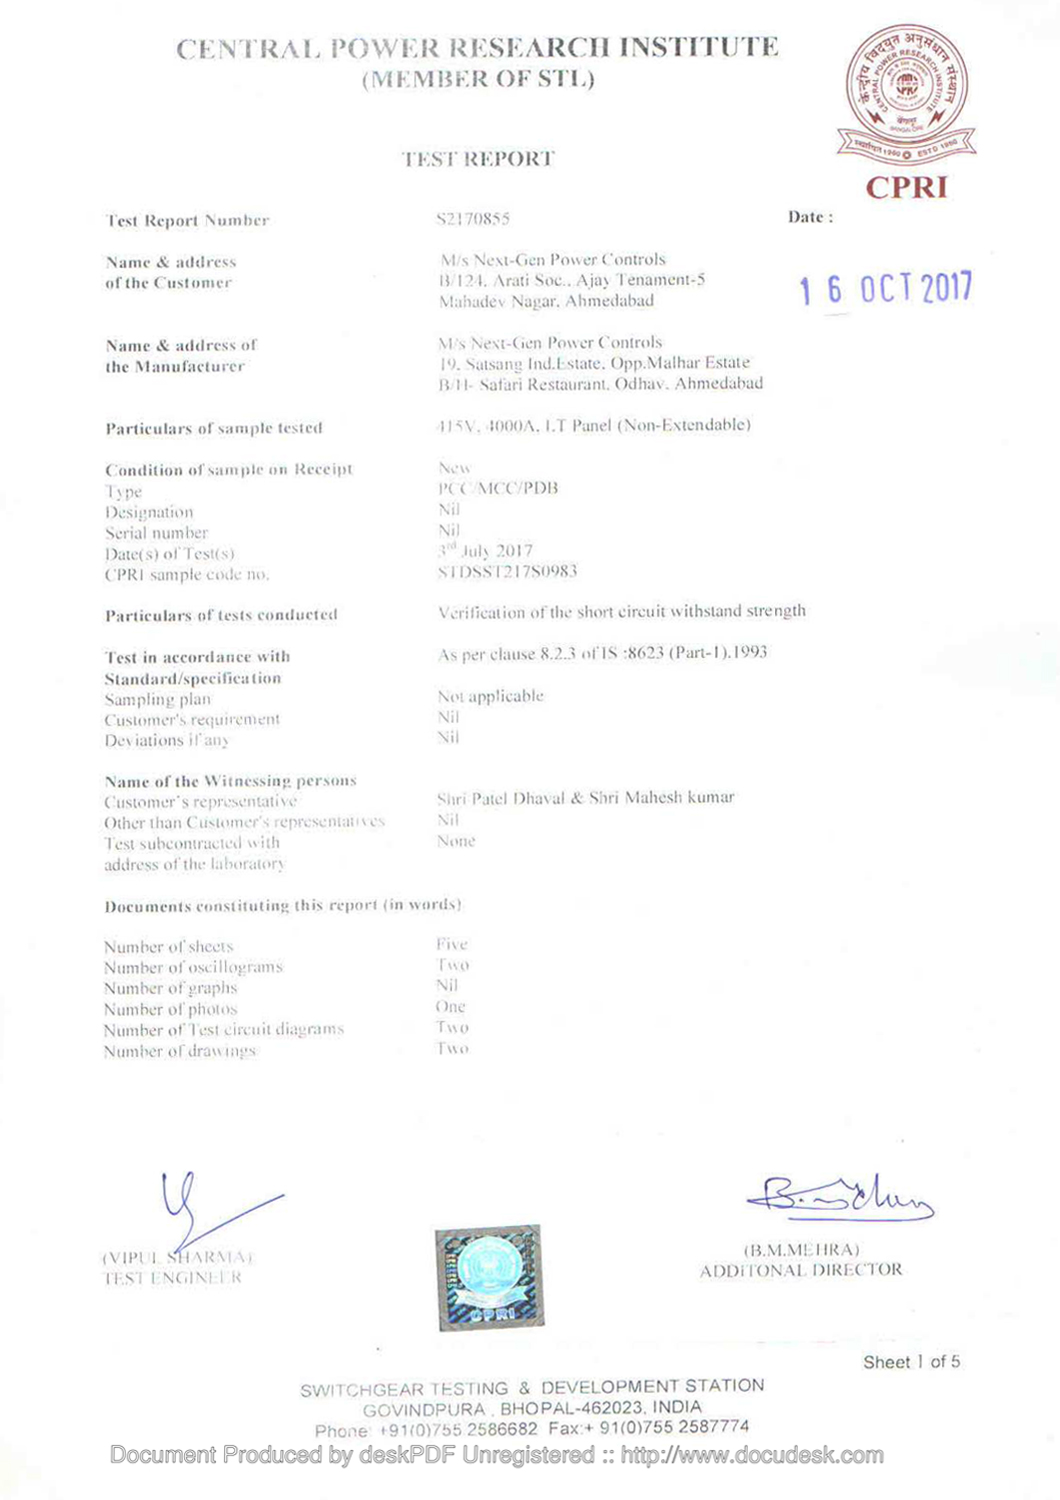 CENTRAL POWER RESEARCH INSTITUTE
(MEMBER OF STL)
केन्द्रीय विद्युत अनुसंधान संस्थान
CENTRAL POWER RESEARCH INSTITUTE
बेंगलूर
BANGALORE
स्थापित 1960 ESTD 1960
CPRI
TEST REPORT
Test Report Number S2170855 Date :
16 OCT 2017
Name & address M/s Next-Gen Power Controls
of the Customer B/124, Arati Soc., Ajay Tenament-5
Mahadev Nagar, Ahmedabad
Name & address of M/s Next-Gen Power Controls
the Manufacturer 19, Satsang Ind.Estate, Opp.Malhar Estate
B/H- Safari Restaurant, Odhav, Ahmedabad
Particulars of sample tested 415V, 4000A, L.T Panel (Non-Extendable)
Condition of sample on Receipt New
Type PCC/MCC/PDB
Designation Nil
Serial number Nil
Date(s) of Test(s) 3rd July 2017
CPRI sample code no. STDSST217S0983
Particulars of tests conducted Verification of the short circuit withstand strength
Test in accordance with As per clause 8.2.3 of IS :8623 (Part-1).1993
Standard/specification
Sampling plan Not applicable
Customer's requirement Nil
Deviations if any Nil
Name of the Witnessing persons
Customer's representative Shri Patel Dhaval & Shri Mahesh kumar
Other than Customer's representatives Nil
Test subcontracted with None
address of the laboratory
Documents constituting this report (in words)
Number of sheets Five
Number of oscillograms Two
Number of graphs Nil
Number of photos One
Number of Test circuit diagrams Two
Number of drawings Two
(VIPUL SHARMA)
TEST ENGINEER
CPRI
(B.M.MEHRA)
ADDITONAL DIRECTOR
Sheet 1 of 5
SWITCHGEAR TESTING & DEVELOPMENT STATION
GOVINDPURA , BHOPAL-462023, INDIA
Phone: +91(0)755 2586682 Fax:+ 91(0)755 2587774
Document Produced by deskPDF Unregistered :: http://www.docudesk.com